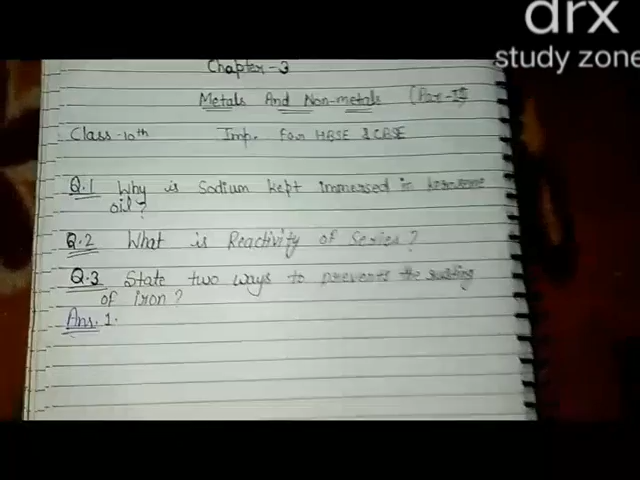 drx
study zone
Chapter-3
Metals And Non-metals (Par-I)
Class-10th Imp. For HBSE & CBSE
Q.1 Why is Sodium kept immersed in kerosene
oil?
Q.2 What is Reactivity of Series?
Q.3 State two ways to prevents the rusting
of iron?
Ans. 1.